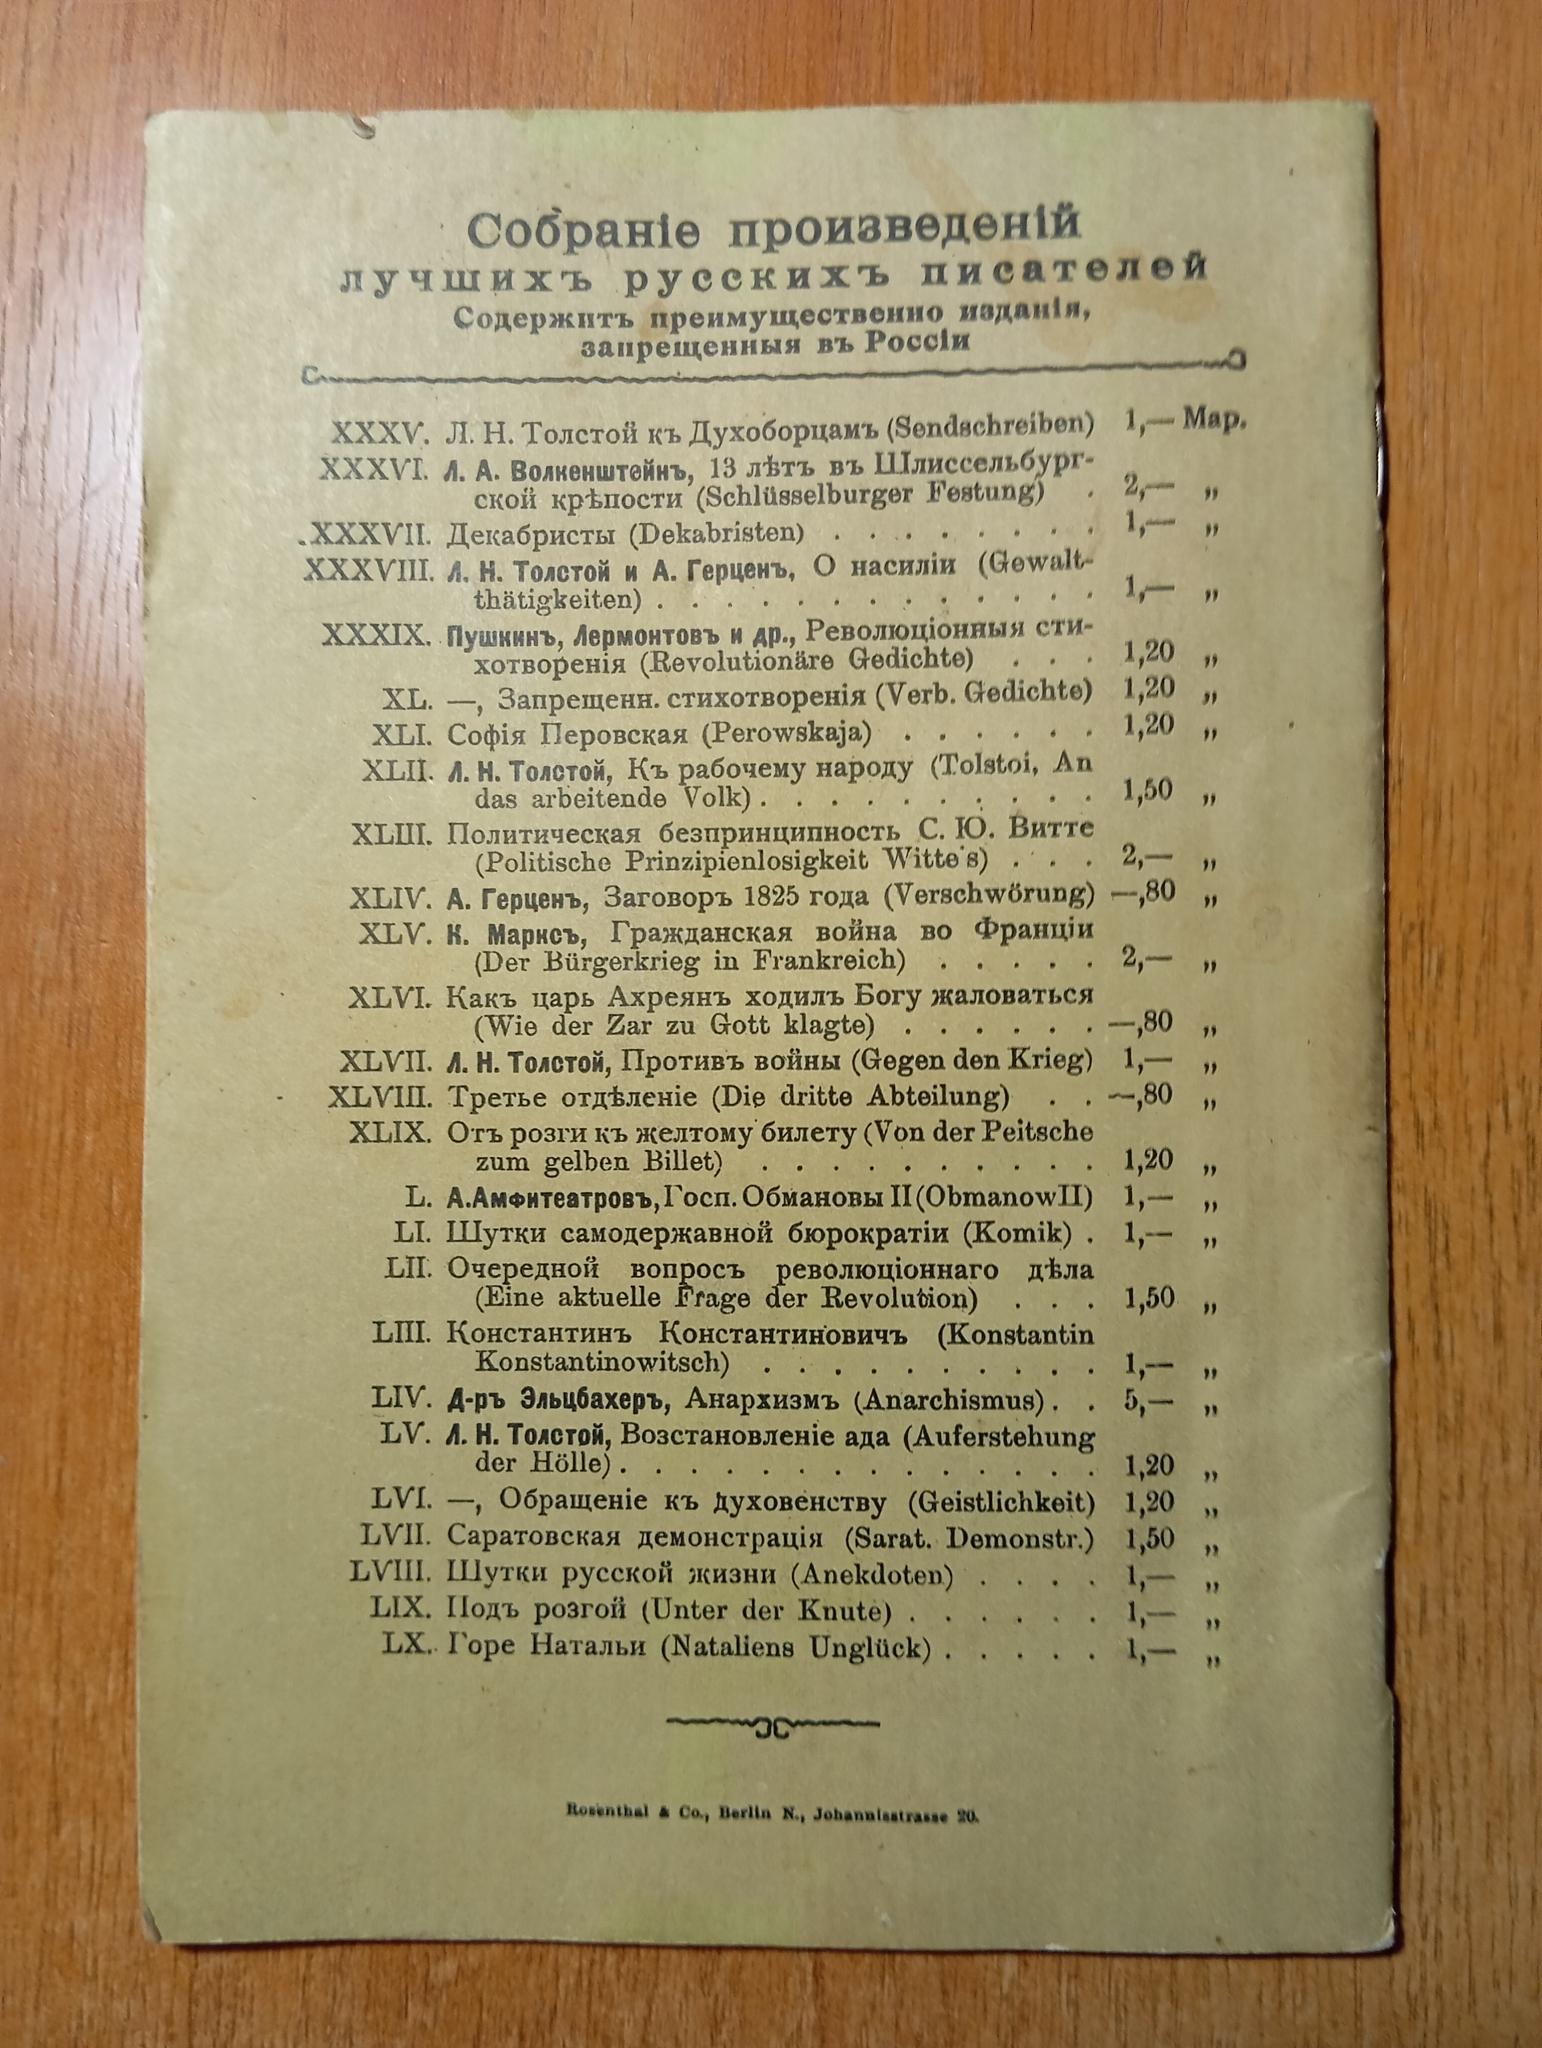 Собраніе произведеній
лучшихъ русскихъ писателей
Содержитъ преимущественно изданія,
запрещенныя въ Россіи
XXXV. Л. Н. Толстой къ Духоборцамъ (Sendschreiben) 1,— Мар.
XXXVI. Л. А. Волкенштейнъ, 13 лѣтъ въ Шлиссельбург-
ской крѣпости (Schlüsselburger Festung) . 2,— „
XXXVII. Декабристы (Dekabristen) . . . . . . . . 1,— „
XXXVIII. Л. Н. Толстой и А. Герценъ, О насиліи (Gewalt-
thätigkeiten) . . . . . . . . . . . . . 1,— „
XXXIX. Пушкинъ, Лермонтовъ и др., Революціонныя сти-
хотворенія (Revolutionäre Gedichte) . . . 1,20 „
XL. —, Запрещенн. стихотворенія (Verb. Gedichte) 1,20 „
XLI. Софія Перовская (Perowskaja) . . . . . . 1,20 „
XLII. Л. Н. Толстой, Къ рабочему народу (Tolstoi, An
das arbeitende Volk) . . . . . . . . . . 1,50 „
XLIII. Политическая безпринципность С. Ю. Витте
(Politische Prinzipienlosigkeit Witte's) . . . 2,— „
XLIV. А. Герценъ, Заговоръ 1825 года (Verschwörung) —,80 „
XLV. К. Марксъ, Гражданская война во Франціи
(Der Bürgerkrieg in Frankreich) . . . . . 2,— „
XLVI. Какъ царь Ахреянъ ходилъ Богу жаловаться
(Wie der Zar zu Gott klagte) . . . . . . —,80 „
XLVII. Л. Н. Толстой, Противъ войны (Gegen den Krieg) 1,— „
XLVIII. Третье отдѣленіе (Die dritte Abteilung) . . —,80 „
XLIX. Отъ розги къ желтому билету (Von der Peitsche
zum gelben Billet) . . . . . . . . . . 1,20 „
L. А. Амфитеатровъ, Госп. Обмановы II (Obmanow II) 1,— „
LI. Шутки самодержавной бюрократіи (Komik) . 1,— „
LII. Очередной вопросъ революціоннаго дѣла
(Eine aktuelle Frage der Revolution) . . . 1,50 „
LIII. Константинъ Константиновичъ (Konstantin
Konstantinowitsch) . . . . . . . . . . 1,— „
LIV. Д-ръ Эльцбахеръ, Анархизмъ (Anarchismus) . . 5,— „
LV. Л. Н. Толстой, Возстановленіе ада (Auferstehung
der Hölle) . . . . . . . . . . . . . . 1,20 „
LVI. —, Обращеніе къ духовенству (Geistlichkeit) 1,20 „
LVII. Саратовская демонстрація (Sarat. Demonstr.) 1,50 „
LVIII. Шутки русской жизни (Anekdoten) . . . . 1,— „
LIX. Подъ розгой (Unter der Knute) . . . . . . 1,— „
LX. Горе Натальи (Nataliens Unglück) . . . . . 1,— „
Rosenthal & Co., Berlin N., Johannisstrasse 20.